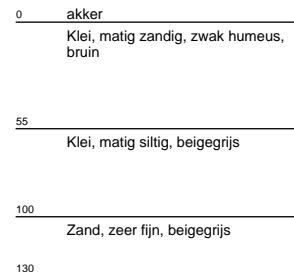 0 akker
Klei, matig zandig, zwak humeus,
bruin
55
Klei, matig siltig, beigegrijs
100
Zand, zeer fijn, beigegrijs
130